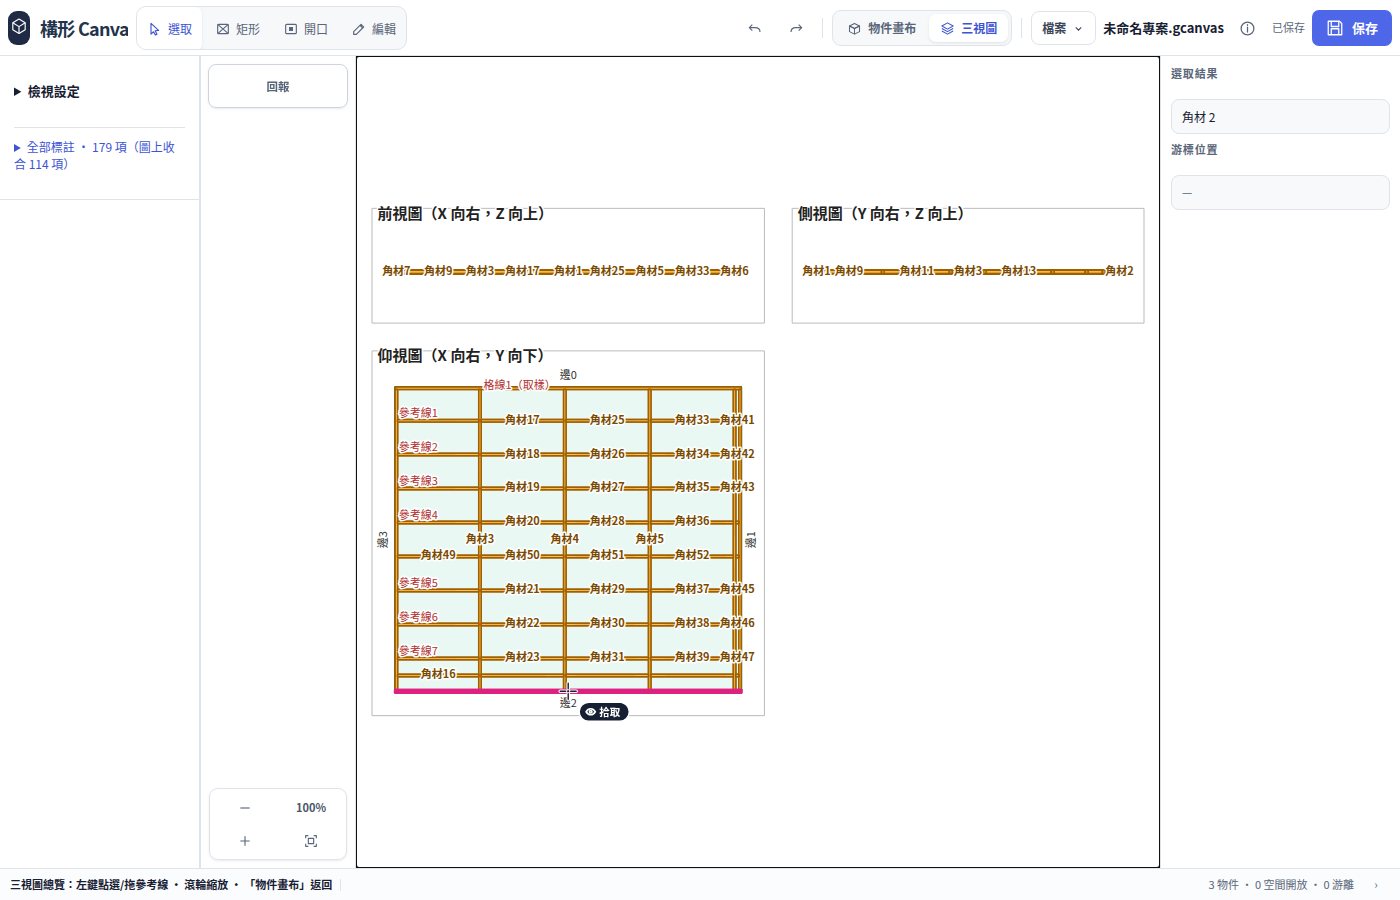 構形 Canva
選取
矩形
開口
編輯
物件畫布
三視圖
檔案
未命名專案.gcanvas
已保存
保存
檢視設定
全部標註 · 179 項（圖上收
合 114 項）
回報
100%
前視圖（X 向右，Z 向上）
角材7 角材9 角材3 角材17 角材1 角材25 角材5 角材33 角材6
側視圖（Y 向右，Z 向上）
角材1 角材9 角材11 角材3 角材13 角材2
仰視圖（X 向右，Y 向下）
邊0
格線1（取樣）
參考線1
角材17 角材25 角材33 角材41
參考線2
角材18 角材26 角材34 角材42
參考線3
角材19 角材27 角材35 角材43
參考線4
角材20 角材28 角材36
邊3
角材3 角材4 角材5
邊1
角材49 角材50 角材51 角材52
參考線5
角材21 角材29 角材37 角材45
參考線6
角材22 角材30 角材38 角材46
參考線7
角材23 角材31 角材39 角材47
角材16
邊2
拾取
選取結果
角材 2
游標位置
—
三視圖總覽：左鍵點選/拖參考線 · 滾輪縮放 · 「物件畫布」返回
3 物件 · 0 空間開放 · 0 游離